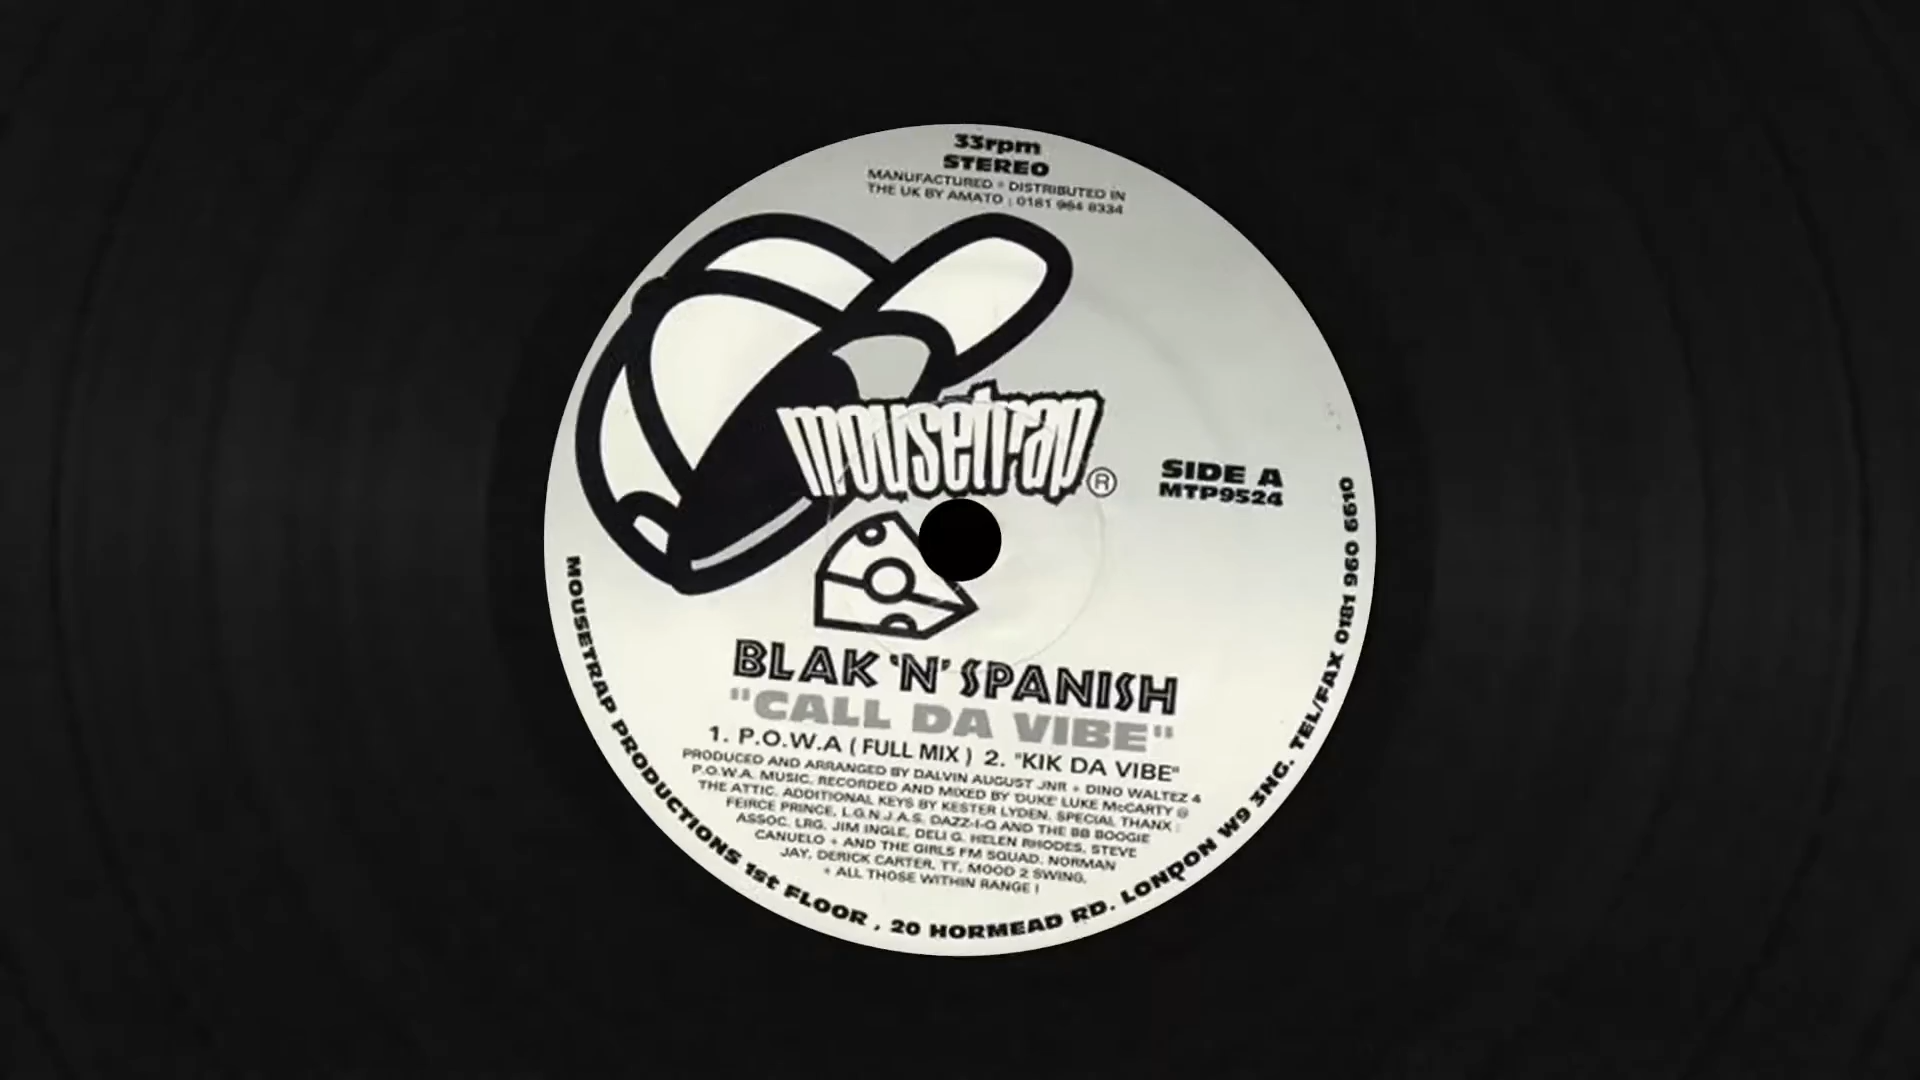 33rpm
STEREO
MANUFACTURED + DISTRIBUTED IN
THE UK BY AMATO : 0181 964 8334
mousetrap®
SIDE A
MTP9524
BLAK 'N' SPANISH
"CALL DA VIBE"
1. P.O.W.A ( FULL MIX ) 2. "KIK DA VIBE"
PRODUCED AND ARRANGED BY DALVIN AUGUST JNR + DINO WALTEZ 4
P.O.W.A. MUSIC. RECORDED AND MIXED BY 'DUKE' LUKE McCARTY @
THE ATTIC. ADDITIONAL KEYS BY KESTER LYDEN. SPECIAL THANX :
FEIRCE PRINCE, L.G.N.J.A.S. DAZZ-I-Q AND THE BB BOOGIE
ASSOC. LRG, JIM INGLE, DELI G. HELEN RHODES, STEVE
CANUELO + AND THE GIRLS FM SQUAD, NORMAN
JAY, DERICK CARTER, TT, MOOD 2 SWING,
+ ALL THOSE WITHIN RANGE !
MOUSETRAP PRODUCTIONS 1st FLOOR , 20 HORMEAD RD. LONDON W9 3NG. TEL/FAX 0181 960 6610